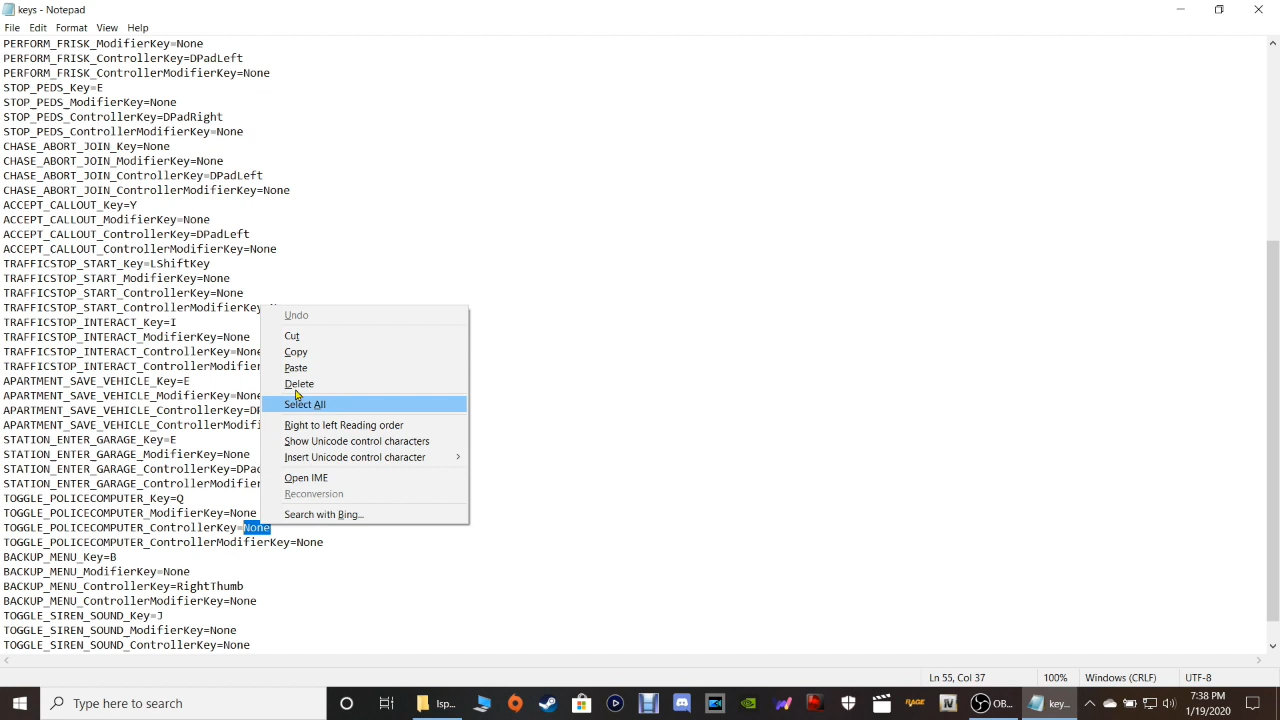 keys - Notepad
File Edit Format View Help
PERFORM_FRISK_ModifierKey=None
PERFORM_FRISK_ControllerKey=DPadLeft
PERFORM_FRISK_ControllerModifierKey=None
STOP_PEDS_Key=E
STOP_PEDS_ModifierKey=None
STOP_PEDS_ControllerKey=DPadRight
STOP_PEDS_ControllerModifierKey=None
CHASE_ABORT_JOIN_Key=None
CHASE_ABORT_JOIN_ModifierKey=None
CHASE_ABORT_JOIN_ControllerKey=DPadLeft
CHASE_ABORT_JOIN_ControllerModifierKey=None
ACCEPT_CALLOUT_Key=Y
ACCEPT_CALLOUT_ModifierKey=None
ACCEPT_CALLOUT_ControllerKey=DPadLeft
ACCEPT_CALLOUT_ControllerModifierKey=None
TRAFFICSTOP_START_Key=LShiftKey
TRAFFICSTOP_START_ModifierKey=None
TRAFFICSTOP_START_ControllerKey=None
TRAFFICSTOP_START_ControllerModifierKey
TRAFFICSTOP_INTERACT_Key=I
TRAFFICSTOP_INTERACT_ModifierKey=None
TRAFFICSTOP_INTERACT_ControllerKey=None
TRAFFICSTOP_INTERACT_ControllerModifier
APARTMENT_SAVE_VEHICLE_Key=E
APARTMENT_SAVE_VEHICLE_ModifierKey=None
APARTMENT_SAVE_VEHICLE_ControllerKey=DP
APARTMENT_SAVE_VEHICLE_ControllerModifi
STATION_ENTER_GARAGE_Key=E
STATION_ENTER_GARAGE_ModifierKey=None
STATION_ENTER_GARAGE_ControllerKey=DPad
STATION_ENTER_GARAGE_ControllerModifier
TOGGLE_POLICECOMPUTER_Key=Q
TOGGLE_POLICECOMPUTER_ModifierKey=None
TOGGLE_POLICECOMPUTER_ControllerKey=None
TOGGLE_POLICECOMPUTER_ControllerModifierKey=None
BACKUP_MENU_Key=B
BACKUP_MENU_ModifierKey=None
BACKUP_MENU_ControllerKey=RightThumb
BACKUP_MENU_ControllerModifierKey=None
TOGGLE_SIREN_SOUND_Key=J
TOGGLE_SIREN_SOUND_ModifierKey=None
TOGGLE_SIREN_SOUND_ControllerKey=None
Undo
Cut
Copy
Paste
Delete
Select All
Right to left Reading order
Show Unicode control characters
Insert Unicode control character
Open IME
Reconversion
Search with Bing...
Ln 55, Col 37 100% Windows (CRLF) UTF-8
Type here to search
lsp...
RAGE
IV
OB...
key...
7:38 PM
1/19/2020